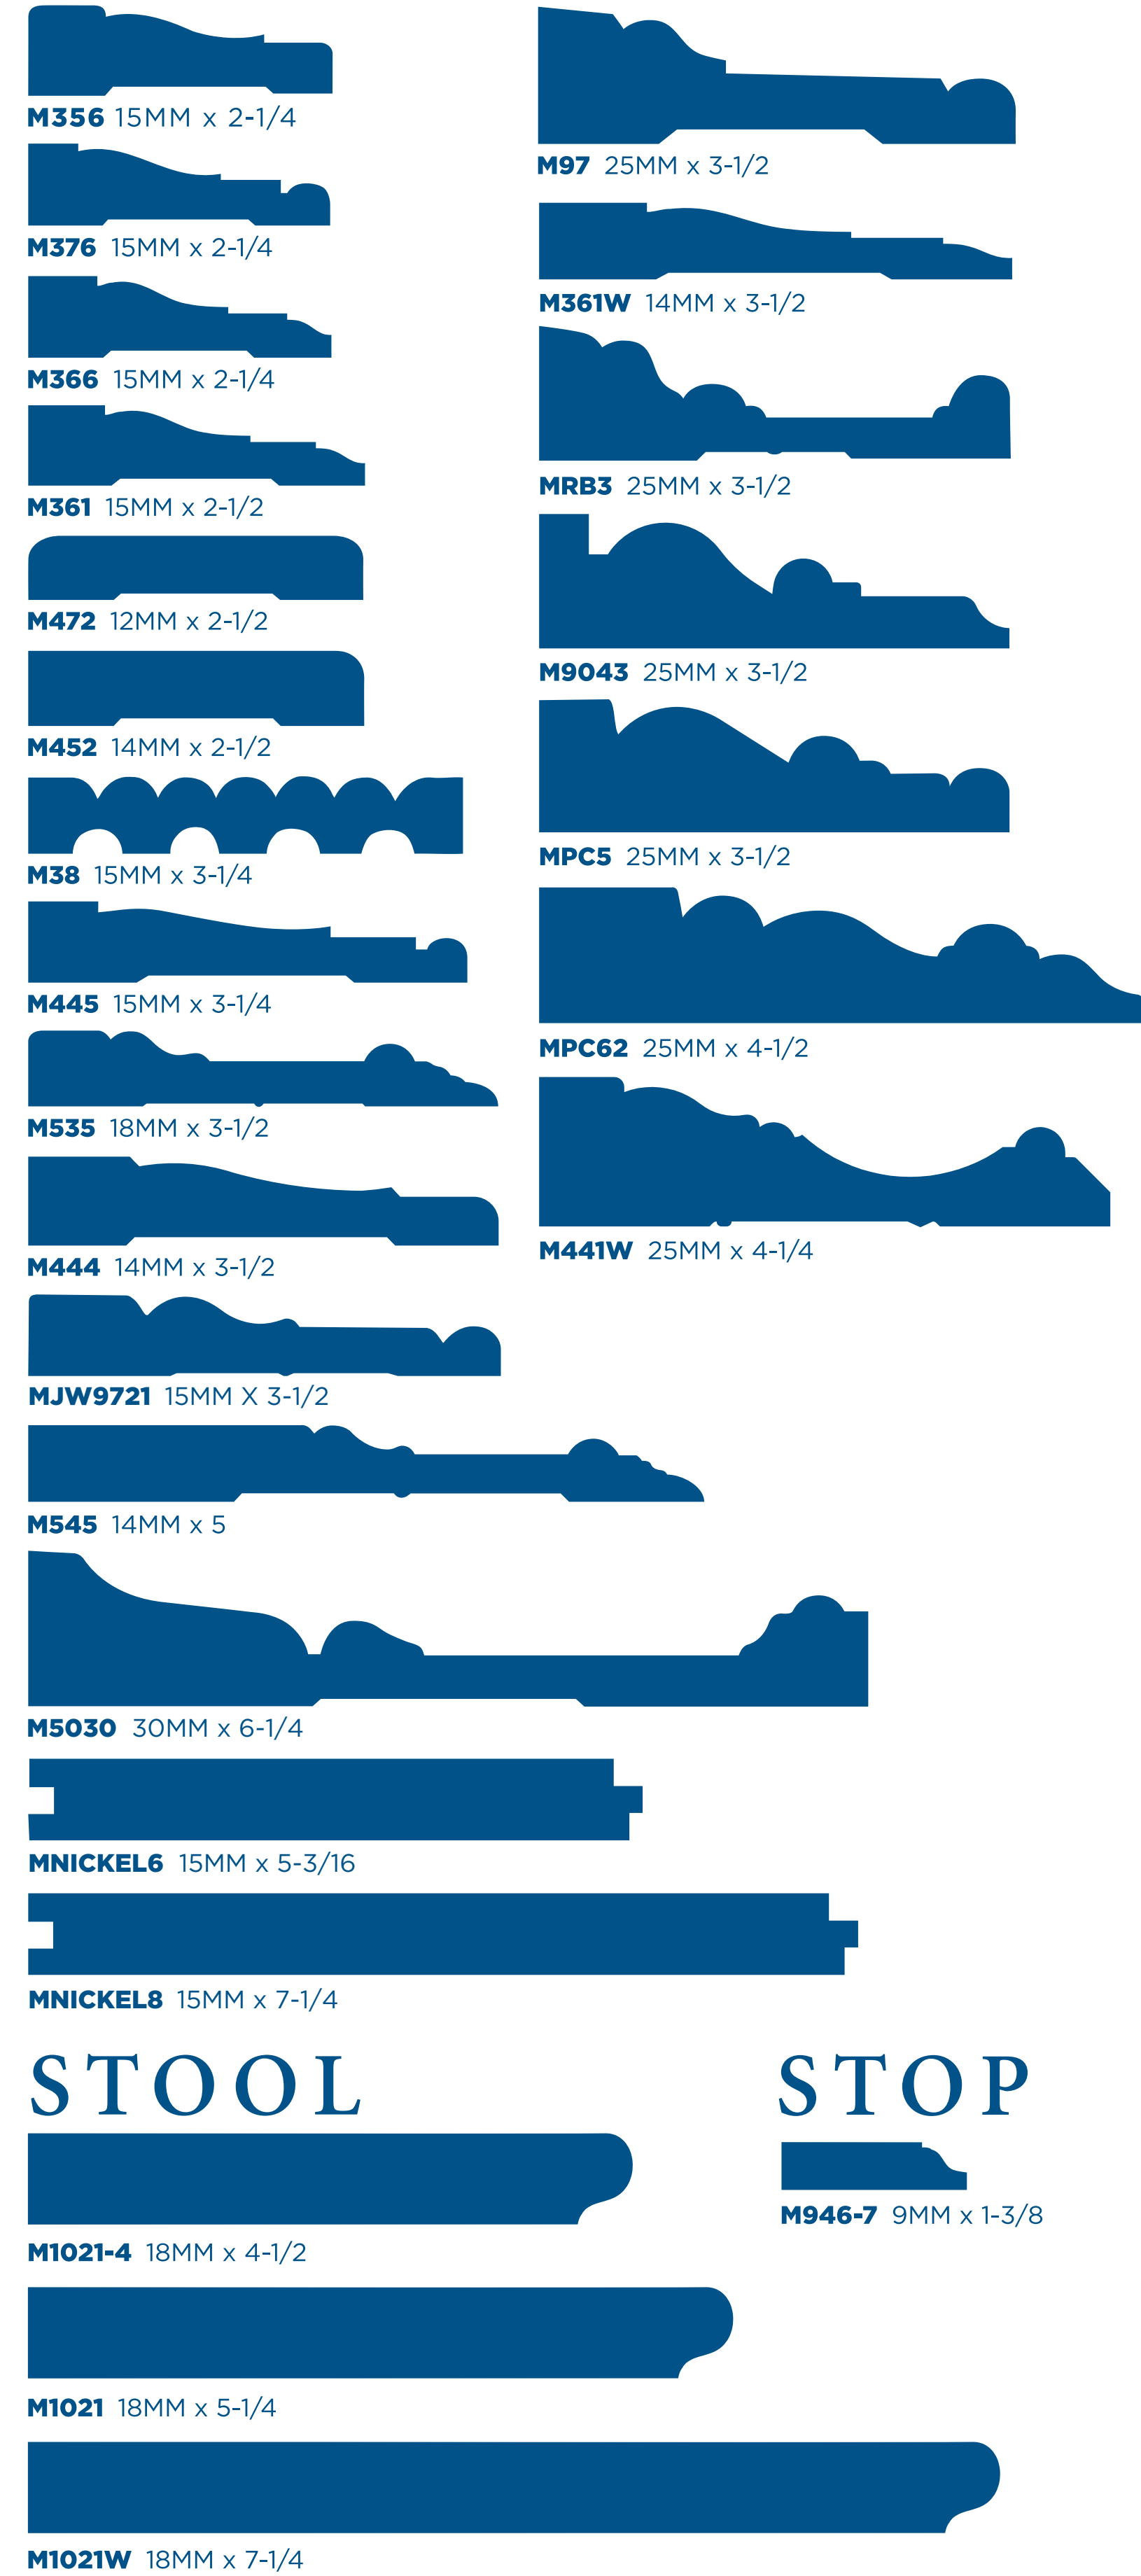 M356 15MM x 2-1/4
M376 15MM x 2-1/4
M366 15MM x 2-1/4
M361 15MM x 2-1/2
M472 12MM x 2-1/2
M452 14MM x 2-1/2
M38 15MM x 3-1/4
M445 15MM x 3-1/4
M535 18MM x 3-1/2
M444 14MM x 3-1/2
MJW9721 15MM X 3-1/2
M545 14MM x 5
M5030 30MM x 6-1/4
MNICKEL6 15MM x 5-3/16
MNICKEL8 15MM x 7-1/4
M97 25MM x 3-1/2
M361W 14MM x 3-1/2
MRB3 25MM x 3-1/2
M9043 25MM x 3-1/2
MPC5 25MM x 3-1/2
MPC62 25MM x 4-1/2
M441W 25MM x 4-1/4
STOOL
M1021-4 18MM x 4-1/2
M1021 18MM x 5-1/4
M1021W 18MM x 7-1/4
STOP
M946-7 9MM x 1-3/8